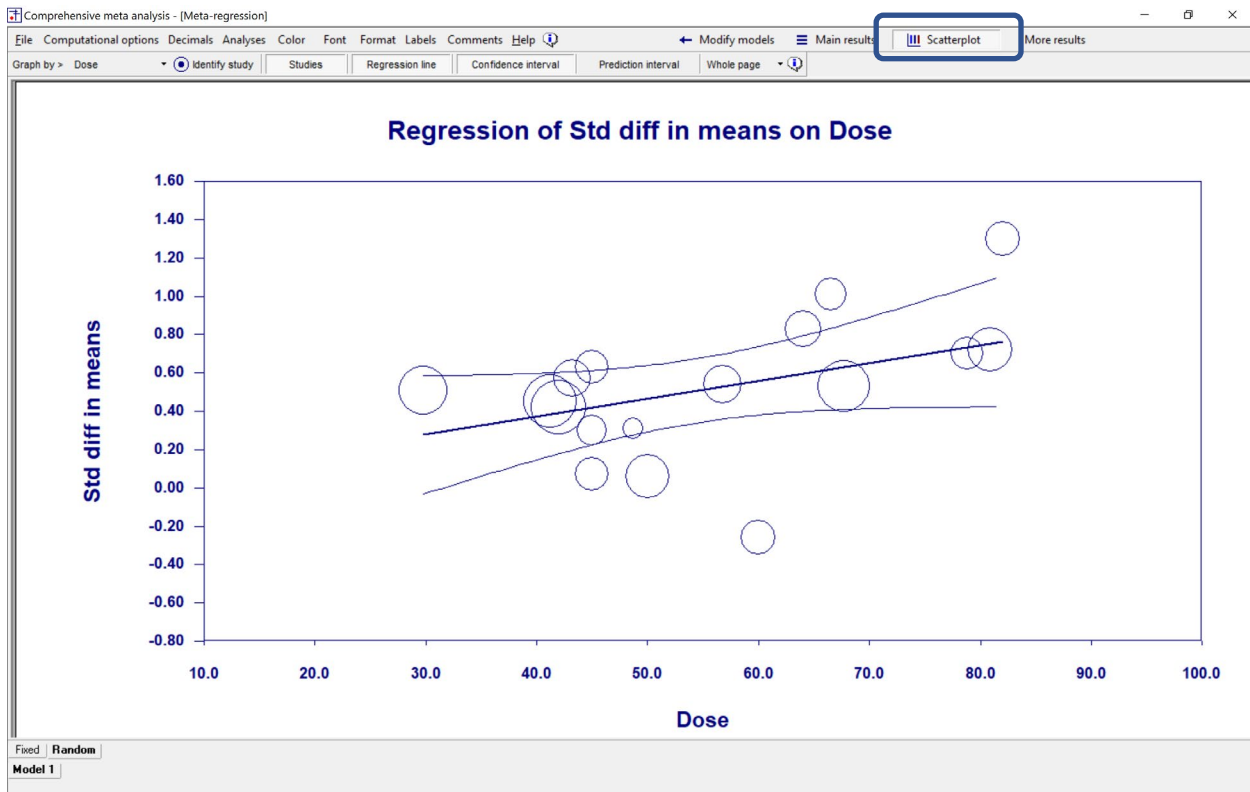 Comprehensive meta analysis - [Meta-regression]
File Computational options Decimals Analyses Color Font Format Labels Comments Help Modify models Main results Scatterplot More results
Graph by > Dose Identify study Studies Regression line Confidence interval Prediction interval Whole page
Regression of Std diff in means on Dose
1.60
1.40
1.20
1.00
0.80
0.60
0.40
0.20
0.00
-0.20
-0.40
-0.60
-0.80
Std diff in means
10.0 20.0 30.0 40.0 50.0 60.0 70.0 80.0 90.0 100.0
Dose
Fixed Random
Model 1